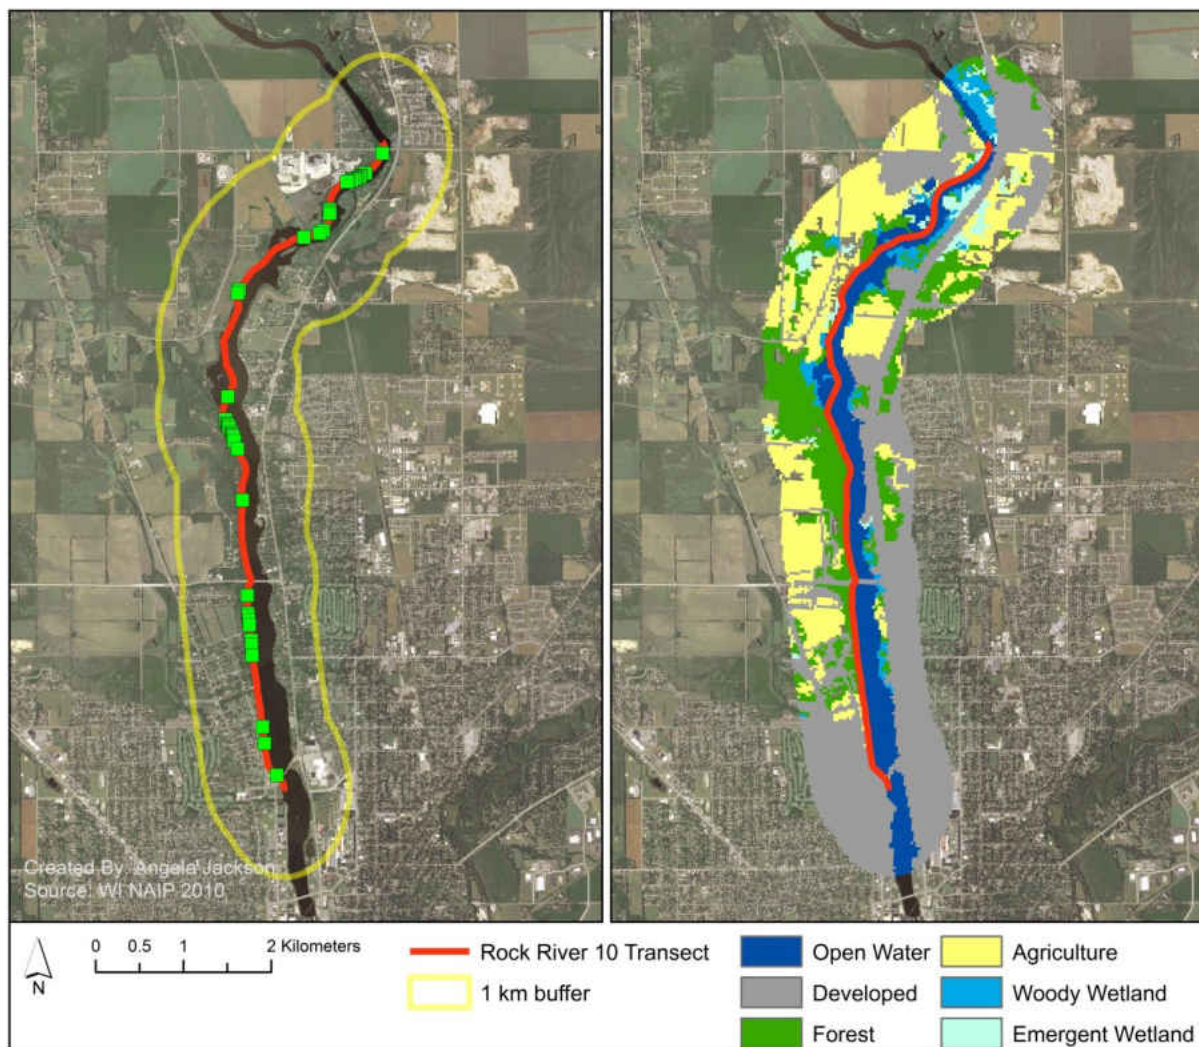 Created By: Angela Jackson
Source: WI NAIP 2010
N
0 0.5 1 2 Kilometers
Rock River 10 Transect
1 km buffer
Open Water
Developed
Forest
Agriculture
Woody Wetland
Emergent Wetland